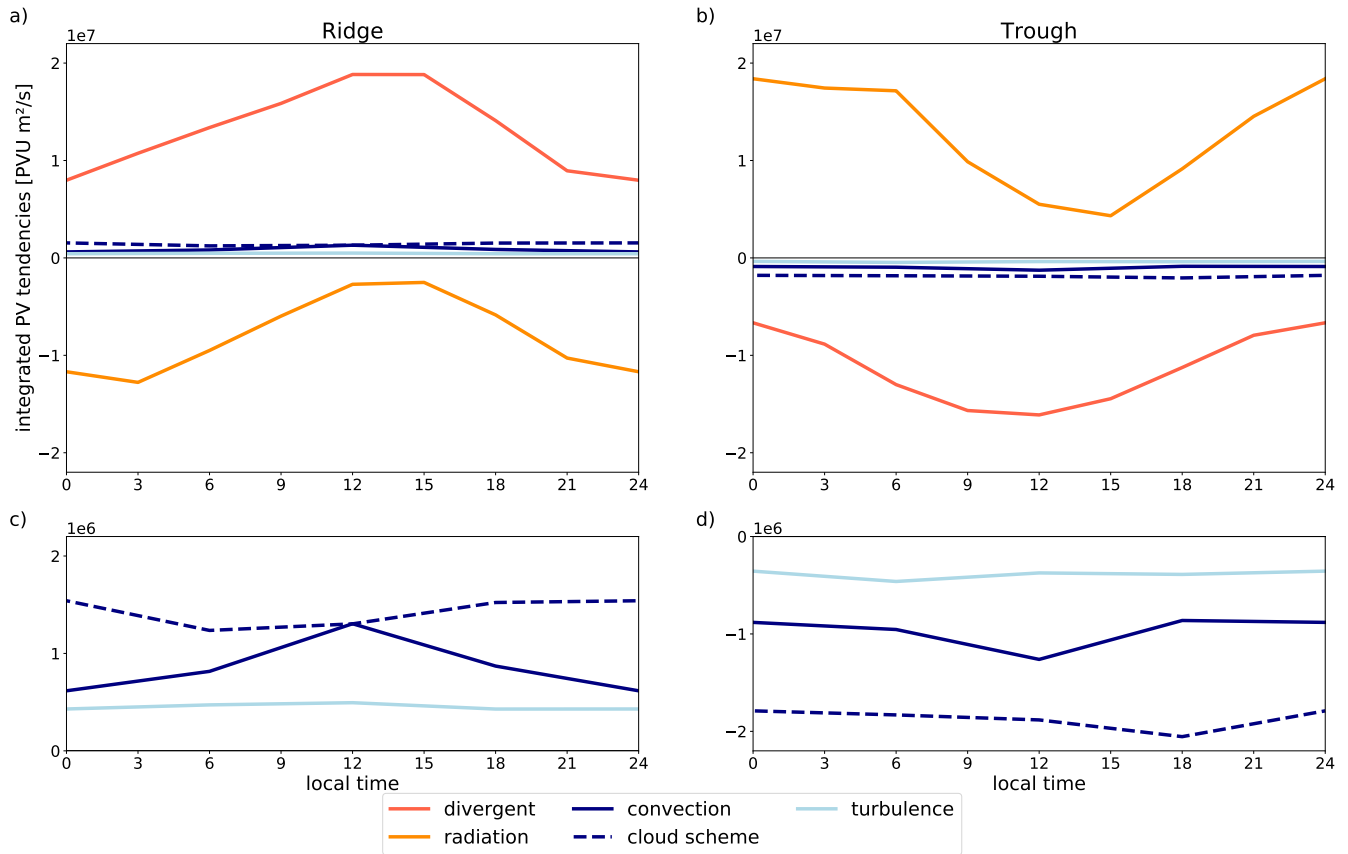 a)
1e7
Ridge
integrated PV tendencies [PVU m²/s]
2
1
0
−1
−2
0 3 6 9 12 15 18 21 24
b)
1e7
Trough
2
1
0
−1
−2
0 3 6 9 12 15 18 21 24
c)
1e6
2
1
0
0 3 6 9 12 15 18 21 24
local time
d)
1e6
0
−1
−2
0 3 6 9 12 15 18 21 24
local time
divergent convection turbulence
radiation cloud scheme